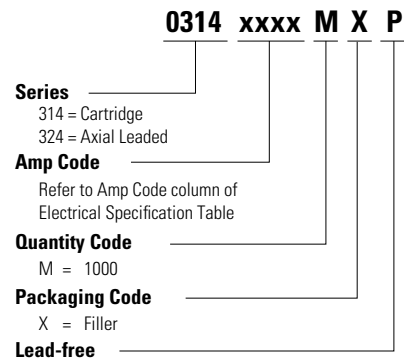 0314 xxxx M X P
Series
314 = Cartridge
324 = Axial Leaded
Amp Code
Refer to Amp Code column of
Electrical Specification Table
Quantity Code
M = 1000
Packaging Code
X = Filler
Lead-free